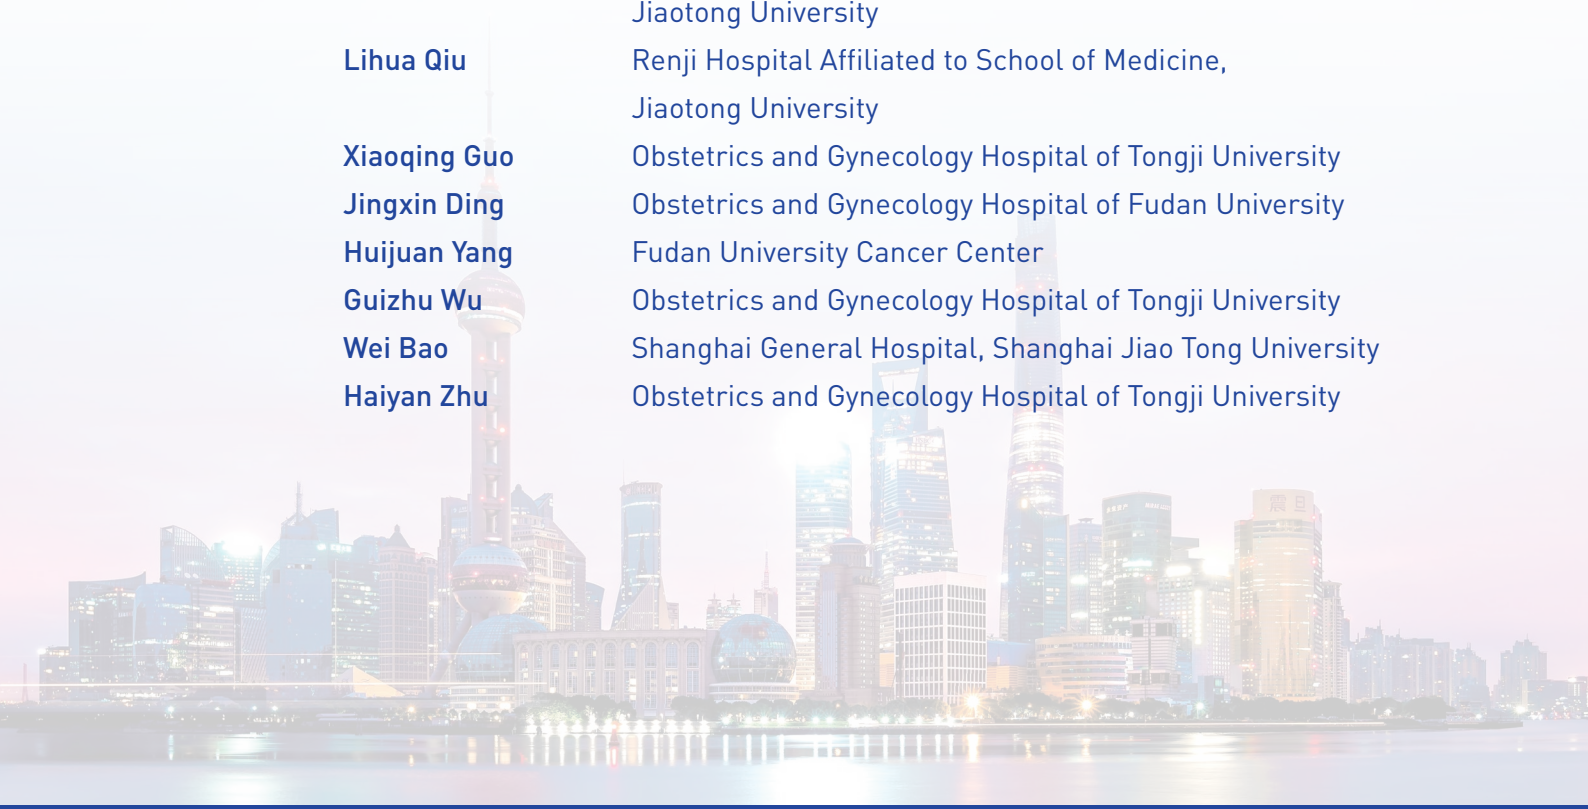 Jiaotong University
Lihua Qiu Renji Hospital Affiliated to School of Medicine,
Jiaotong University
Xiaoqing Guo Obstetrics and Gynecology Hospital of Tongji University
Jingxin Ding Obstetrics and Gynecology Hospital of Fudan University
Huijuan Yang Fudan University Cancer Center
Guizhu Wu Obstetrics and Gynecology Hospital of Tongji University
Wei Bao Shanghai General Hospital, Shanghai Jiao Tong University
Haiyan Zhu Obstetrics and Gynecology Hospital of Tongji University
震旦